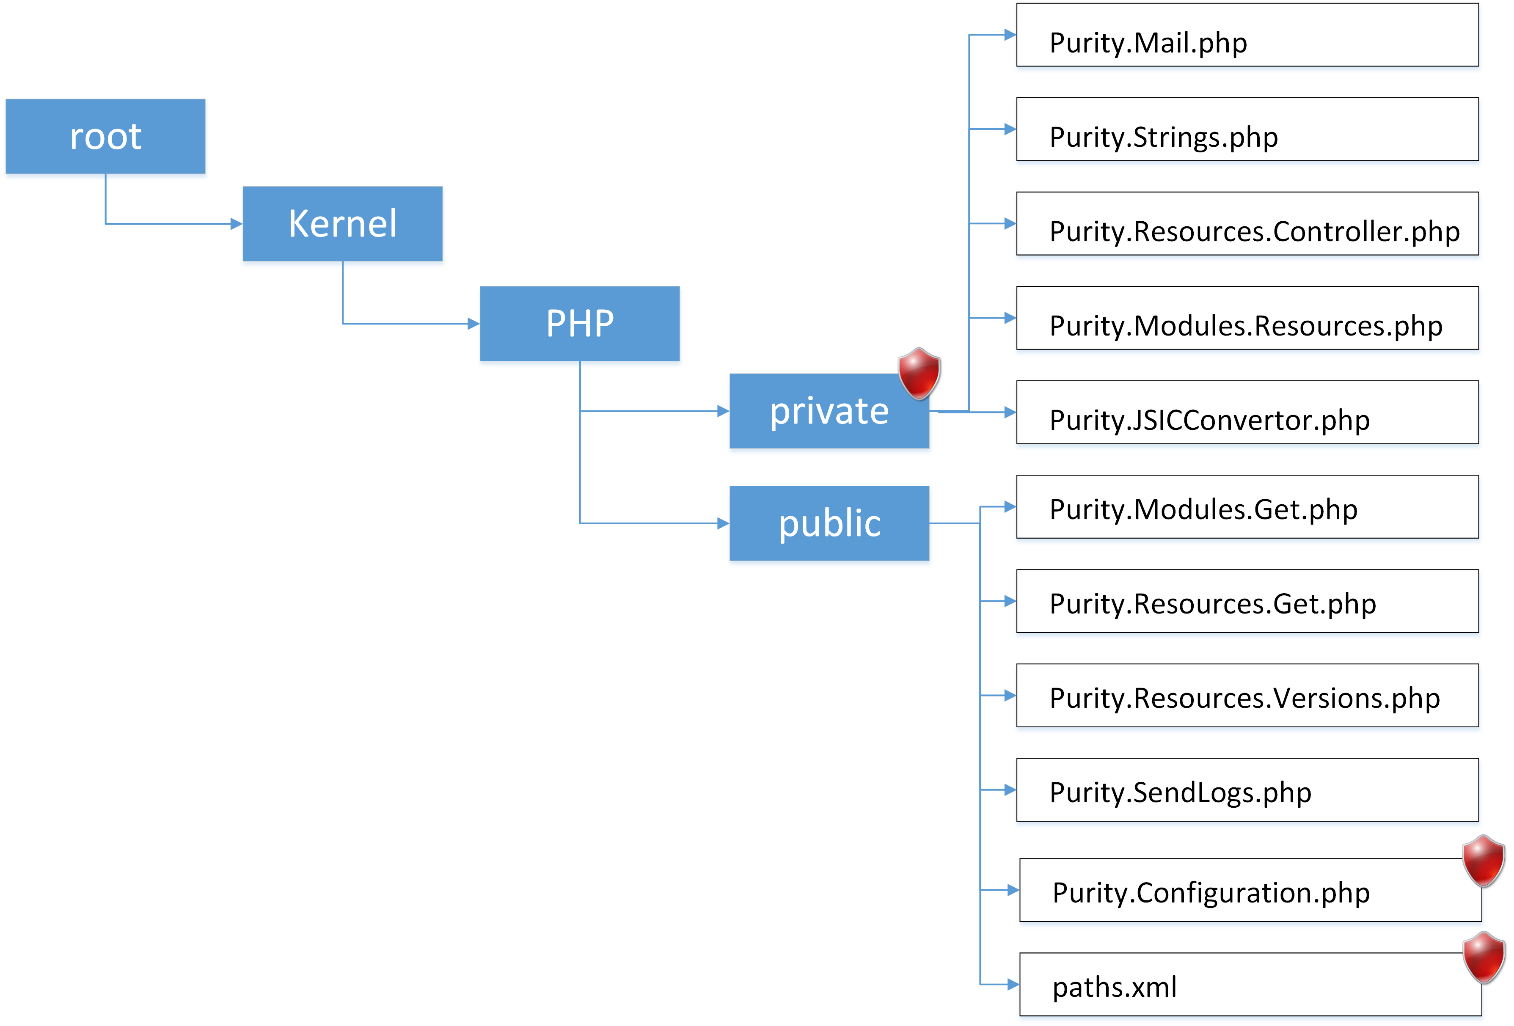 root
Kernel
PHP
private
public
Purity.Mail.php
Purity.Strings.php
Purity.Resources.Controller.php
Purity.Modules.Resources.php
Purity.JSICConvertor.php
Purity.Modules.Get.php
Purity.Resources.Get.php
Purity.Resources.Versions.php
Purity.SendLogs.php
Purity.Configuration.php
paths.xml